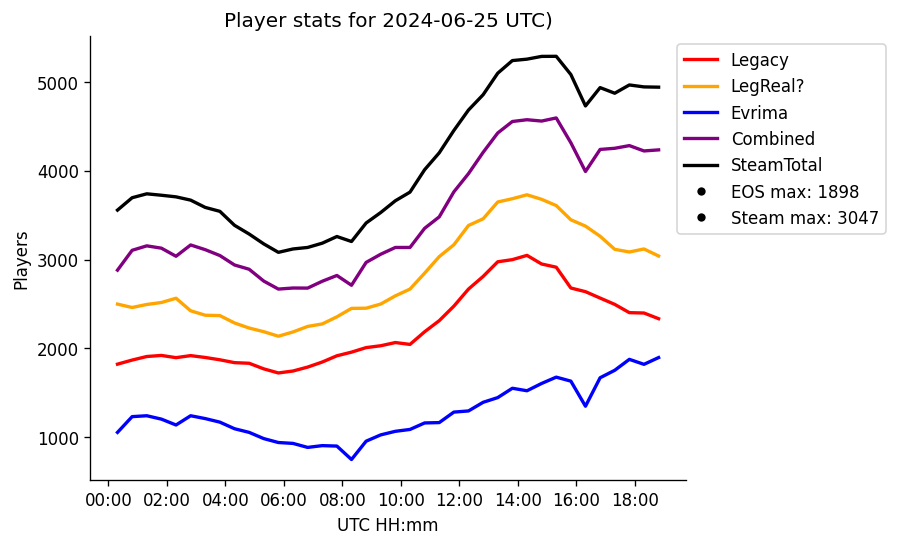 Player stats for 2024-06-25 UTC)
Players
5000
4000
3000
2000
1000
00:00 02:00 04:00 06:00 08:00 10:00 12:00 14:00 16:00 18:00
UTC HH:mm
Legacy
LegReal?
Evrima
Combined
SteamTotal
EOS max: 1898
Steam max: 3047